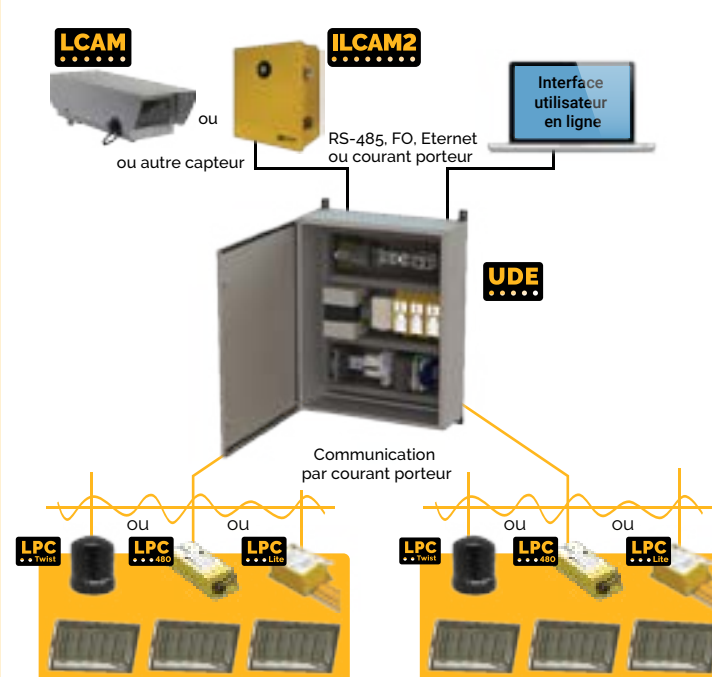 LCAM
ILCAM2
ou
ou autre capteur
RS-485, FO, Eternet
ou courant porteur
Interface
utilisateur
en ligne
UDE
Communication
par courant porteur
ou
ou
LPC
Twist
LPC
480
LPC
Lite
ou
ou
LPC
Twist
LPC
480
LPC
Lite